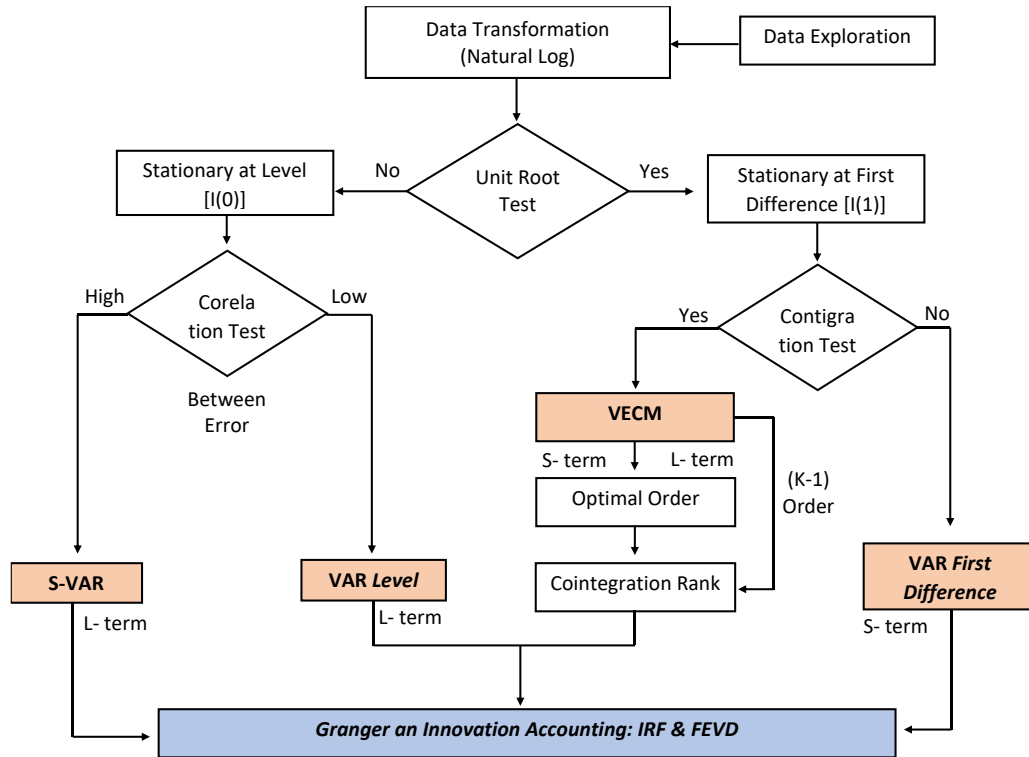 Data Transformation
(Natural Log)
Data Exploration
Stationary at Level
[I(0)]
No
Unit Root
Test
Yes
Stationary at First
Difference [I(1)]
High
Corela
tion Test
Low
Between
Error
Yes
Contigra
tion Test
No
VECM
S- term
L- term
(K-1)
Order
Optimal Order
Cointegration Rank
S-VAR
L- term
VAR Level
L- term
VAR First
Difference
S- term
Granger an Innovation Accounting: IRF & FEVD